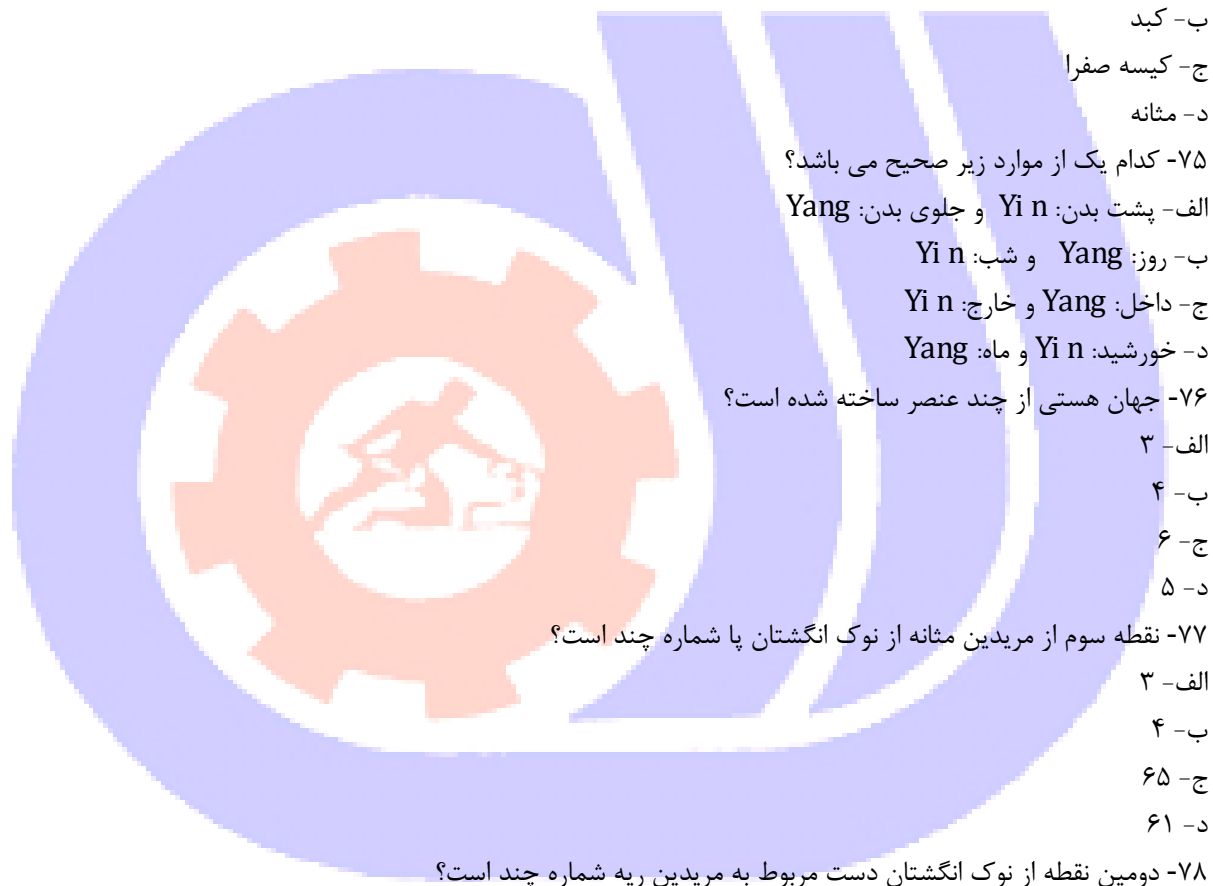 ب- کبد
ج- کیسه صفرا
د- مثانه
۷۵- کدام یک از موارد زیر صحیح می باشد؟
الف- پشت بدن: Yi n و جلوی بدن: Yang
ب- روز: Yang و شب: Yi n
ج- داخل: Yang و خارج: Yi n
د- خورشید: Yi n و ماه: Yang
۷۶- جهان هستی از چند عنصر ساخته شده است؟
الف- ۳
ب- ۴
ج- ۶
د- ۵
۷۷- نقطه سوم از مریدین مثانه از نوک انگشتان پا شماره چند است؟
الف- ۳
ب- ۴
ج- ۶۵
د- ۶۱
۷۸- دومین نقطه از نوک انگشتان دست مربوط به مریدین ریه شماره چند است؟